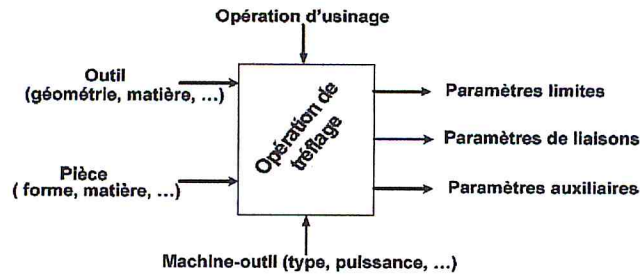 Opération d'usinage
Outil
(géométrie, matière, ...)
Pièce
( forme, matière, ...)
Opération de
tréflage
Paramètres limites
Paramètres de liaisons
Paramètres auxiliaires
Machine-outil (type, puissance, ...)